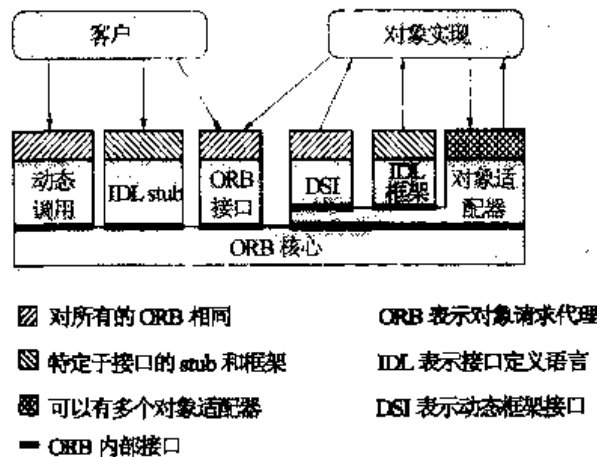 客户
对象实现
动态
调用
IDL stub
ORB
接口
DSI
IDL
框架
对象适
配器
ORB 核心
对所有的 ORB 相同
ORB 表示对象请求代理
特定于接口的 stub 和框架
IDL 表示接口定义语言
可以有多个对象适配器
DSI 表示动态框架接口
ORB 内部接口